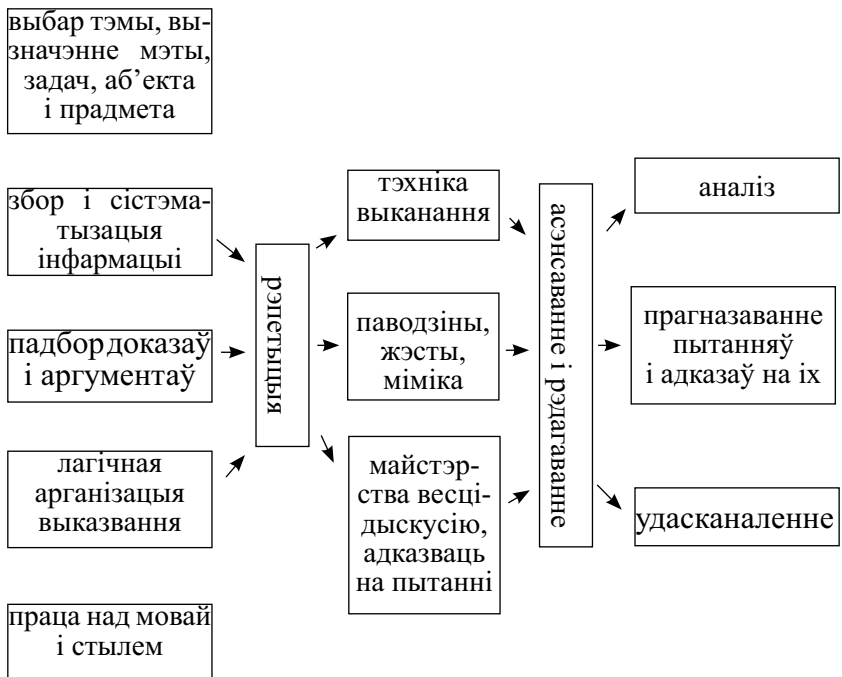 выбар тэмы, вы-
значэнне мэты,
задач, аб’екта
і прадмета
збор і сістэма-
тызацыя
інфармацыі
падбор доказаў
і аргументаў
лагічная
арганізацыя
выказвання
праца над мовай
і стылем
рэпетыцыя
тэхніка
выканання
паводзіны,
жэсты,
міміка
майстэр-
ства весці
дыскусію,
адказваць
на пытанні
асэнсаванне і рэдагаванне
аналіз
прагназаванне
пытанняў
і адказаў на іх
удасканаленне